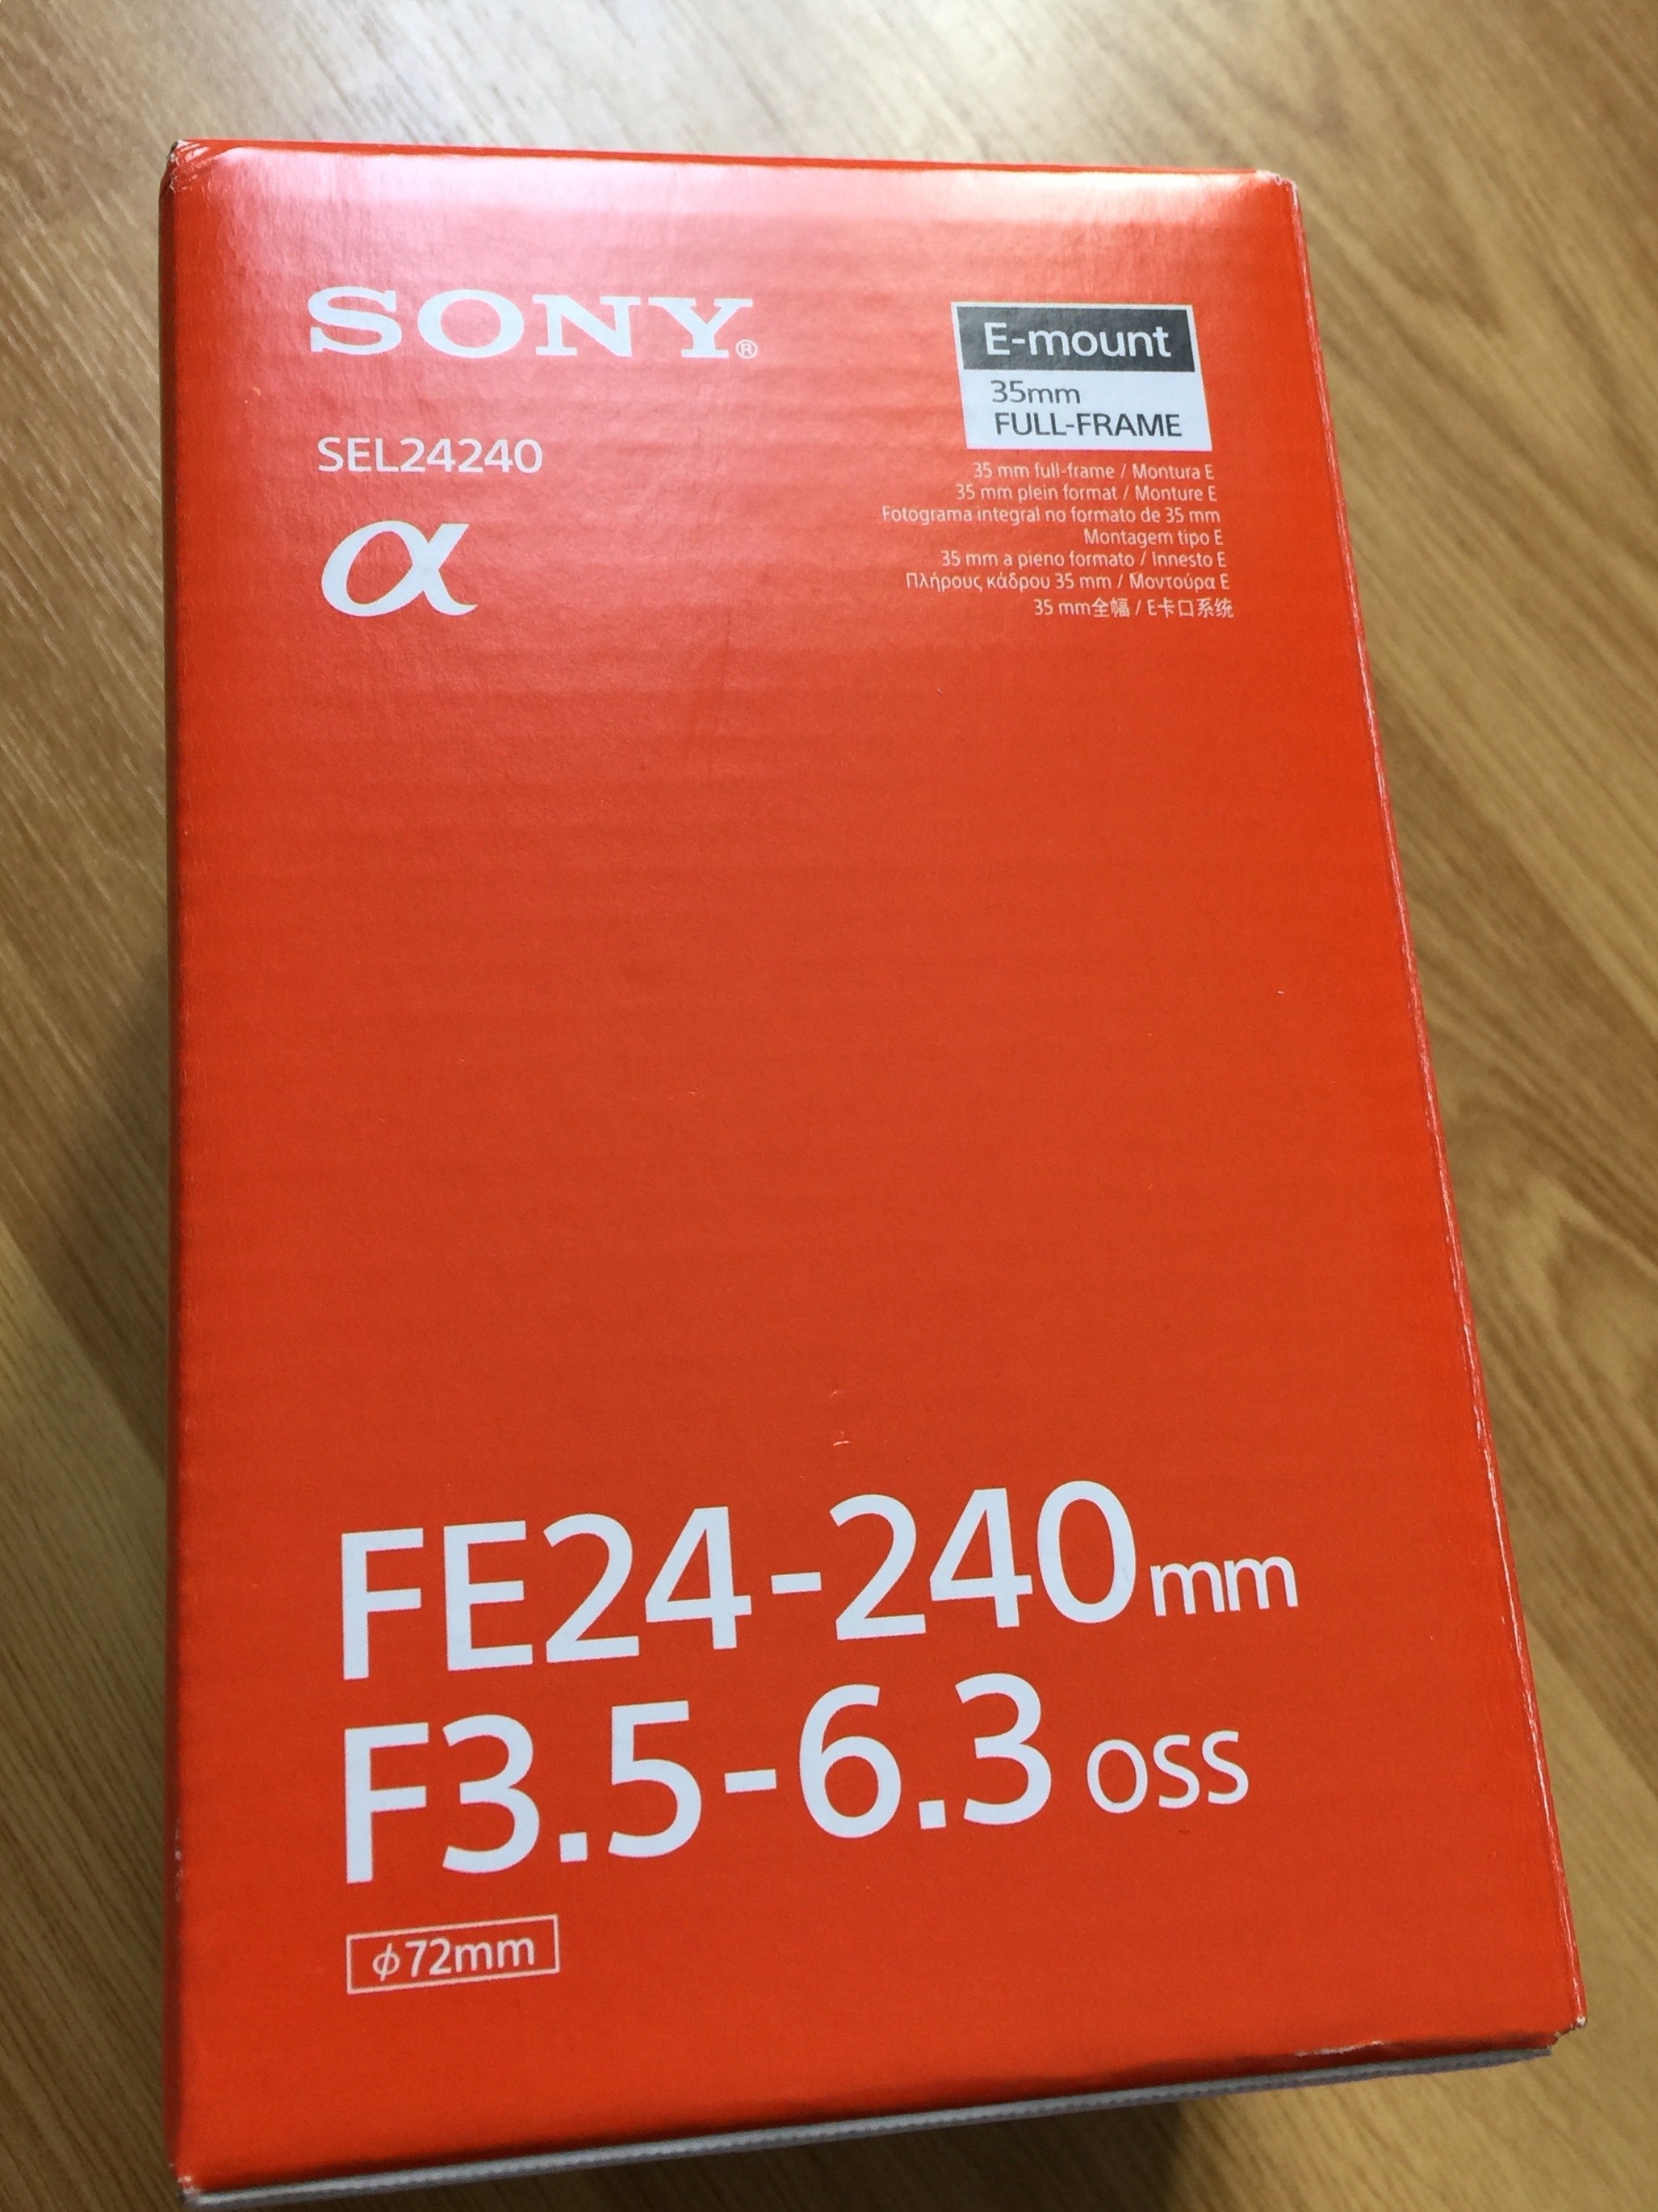 SONY®
SEL24240
α
E-mount
35mm
FULL-FRAME
35 mm full-frame / Montura E
35 mm plein format / Monture E
Fotograma integral no formato de 35 mm
Montagem tipo E
35 mm a pieno formato / Innesto E
Πλήρους κάδρου 35 mm / Μοντούρα E
35 mm全幅 / E卡口系统
FE24-240mm
F3.5-6.3 OSS
ϕ72mm